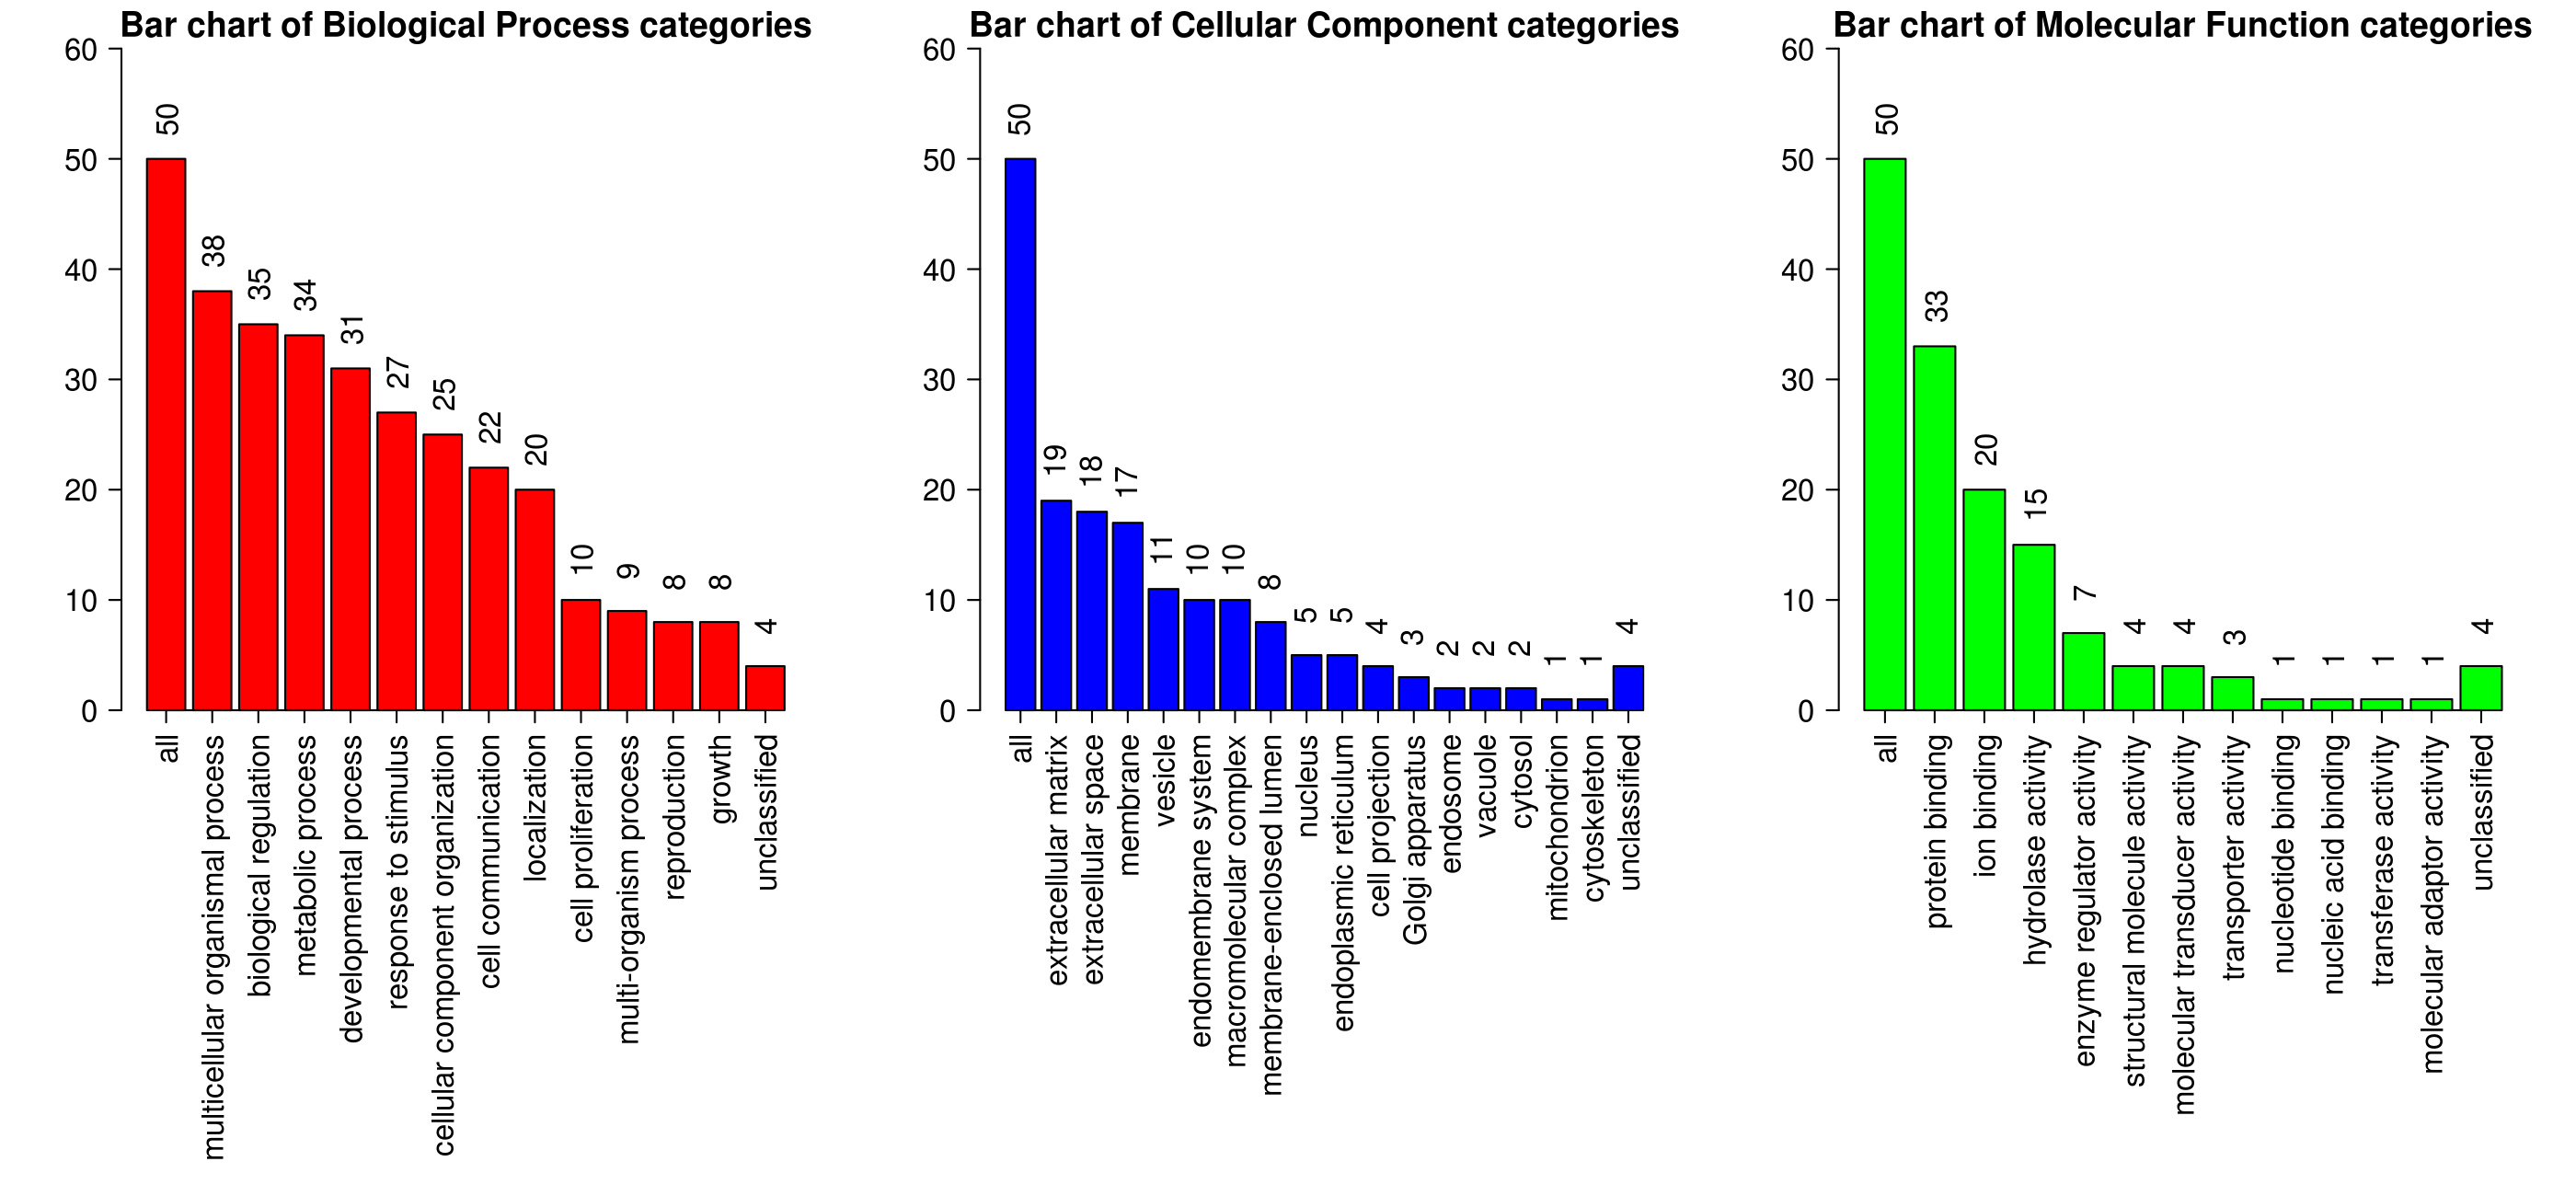 Bar chart of Biological Process categories
60
50
40
30
20
10
0
50
38
35
34
31
27
25
22
20
10
9
8
8
4
all
multicellular organismal process
biological regulation
metabolic process
developmental process
response to stimulus
cellular component organization
cell communication
localization
cell proliferation
multi-organism process
reproduction
growth
unclassified
Bar chart of Cellular Component categories
60
50
40
30
20
10
0
50
19
18
17
11
10
10
8
5
5
4
3
2
2
2
1
1
4
all
extracellular matrix
extracellular space
membrane
vesicle
endomembrane system
macromolecular complex
membrane-enclosed lumen
nucleus
endoplasmic reticulum
cell projection
Golgi apparatus
endosome
vacuole
cytosol
mitochondrion
cytoskeleton
unclassified
Bar chart of Molecular Function categories
60
50
40
30
20
10
0
50
33
20
15
7
4
4
3
1
1
1
1
4
all
protein binding
ion binding
hydrolase activity
enzyme regulator activity
structural molecule activity
molecular transducer activity
transporter activity
nucleotide binding
nucleic acid binding
transferase activity
molecular adaptor activity
unclassified